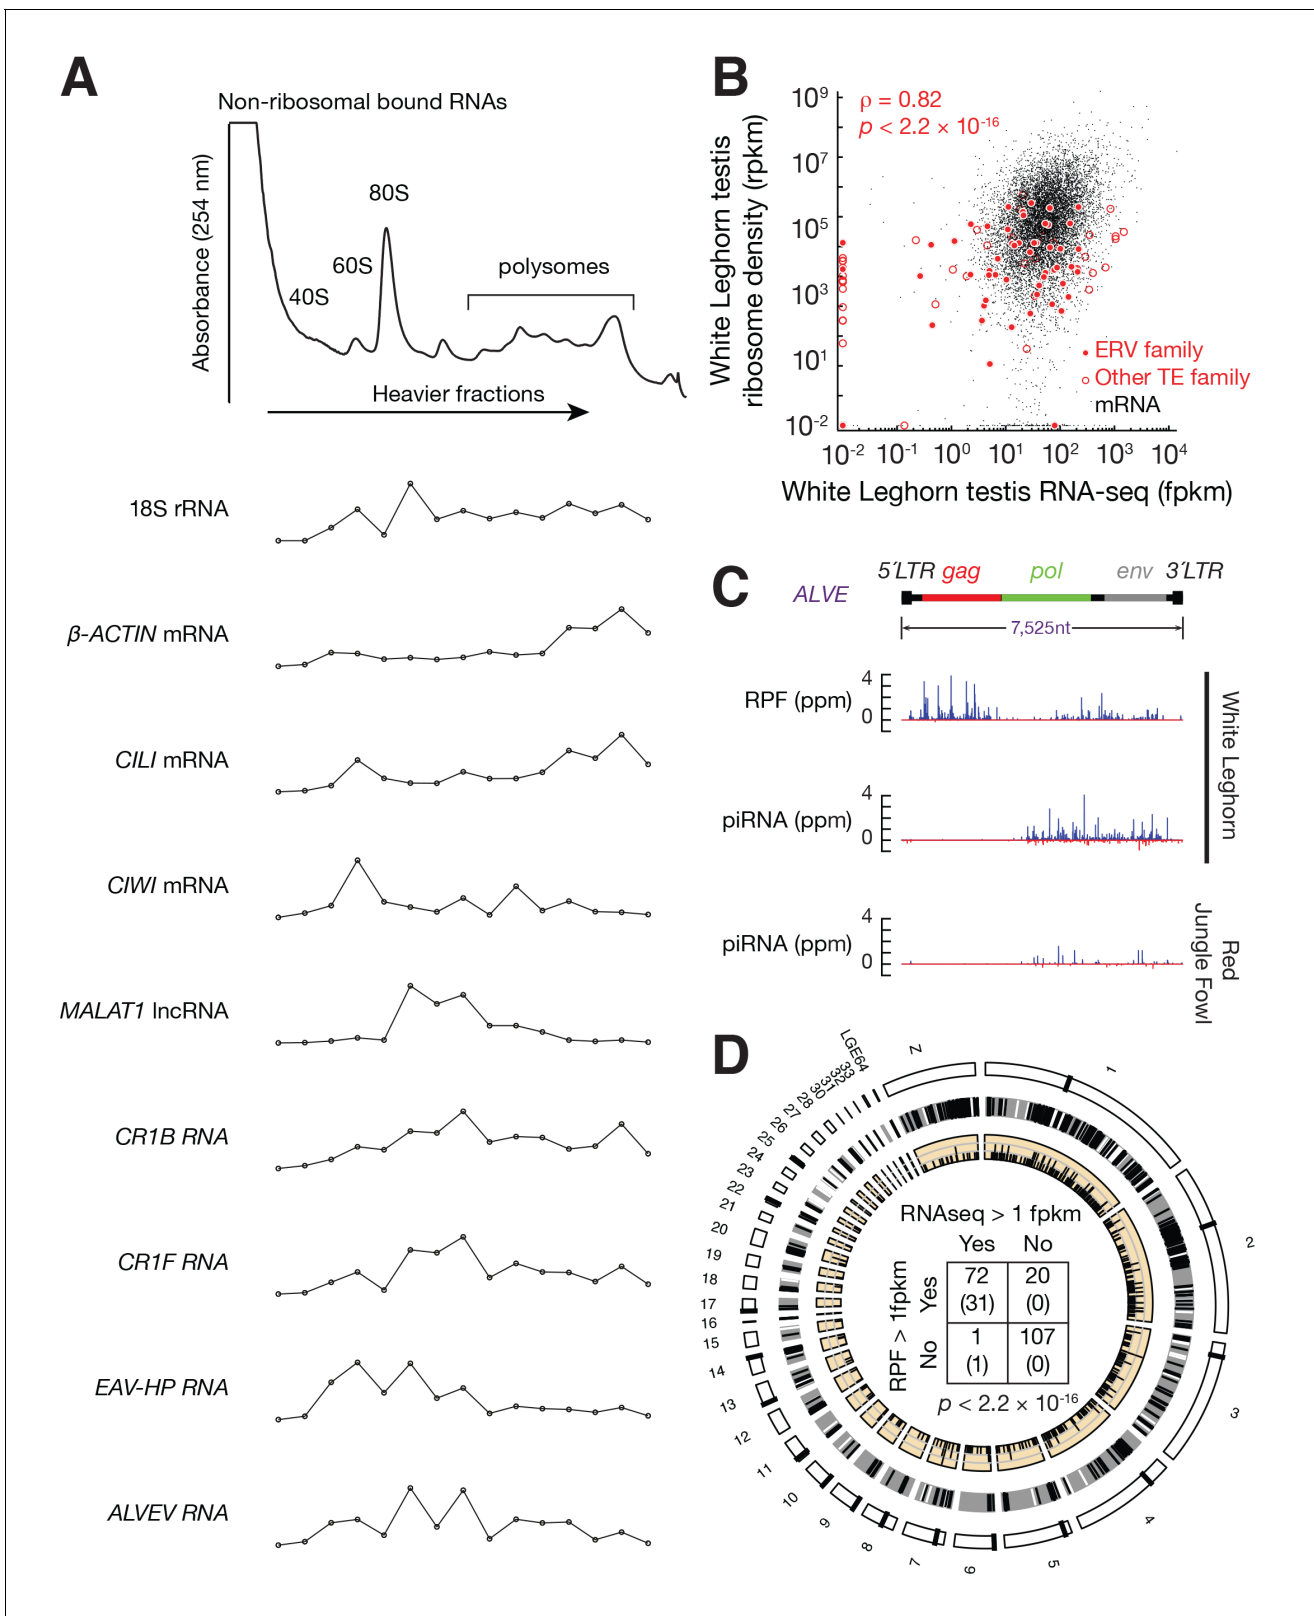 A
Non-ribosomal bound RNAs
Absorbance (254 nm)
40S
60S
80S
polysomes
Heavier fractions
18S rRNA
β-ACTIN mRNA
CILI mRNA
CIWI mRNA
MALAT1 lncRNA
CR1B RNA
CR1F RNA
EAV-HP RNA
ALVEV RNA
B
White Leghorn testis
ribosome density (rpkm)
10⁹
10⁷
10⁵
10³
10¹
10⁻²
ρ = 0.82
p < 2.2 × 10⁻¹⁶
ERV family
Other TE family
mRNA
10⁻² 10⁻¹ 10⁰ 10¹ 10² 10³ 10⁴
White Leghorn testis RNA-seq (fpkm)
C
5´LTR gag pol env 3´LTR
ALVE
7,525nt
RPF (ppm)
4
0
piRNA (ppm)
4
0
White Leghorn
piRNA (ppm)
4
0
Red
Jungle Fowl
D
1
2
3
4
5
6
7
8
9
10
11
12
13
14
15
16
17
18
19
20
21
22
23
24
25
26
27
28
30
31
32
33
LGE64
Z
RNAseq > 1 fpkm
Yes No
RPF > 1fpkm
Yes
No
72 20
(31) (0)
1 107
(1) (0)
p < 2.2 × 10⁻¹⁶